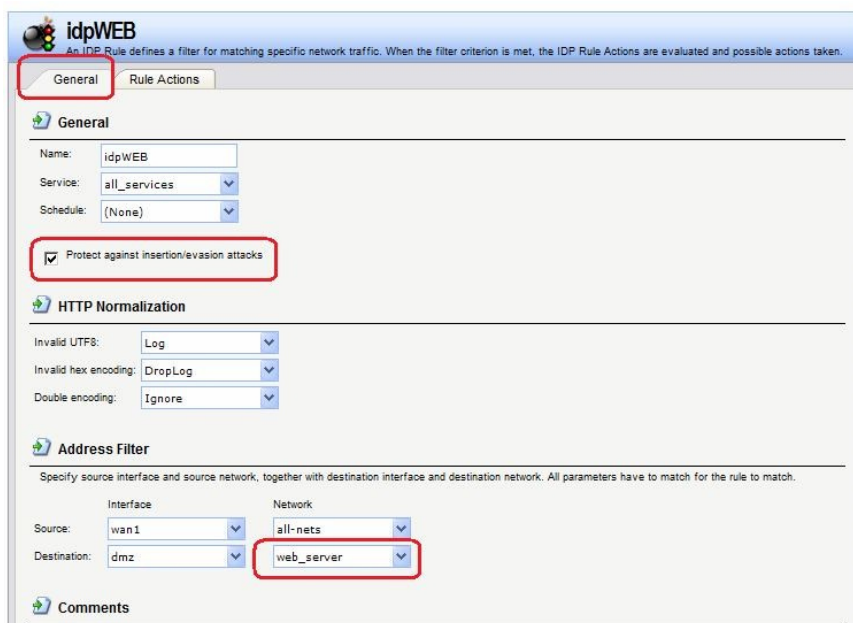 idpWEB
An IDP Rule defines a filter for matching specific network traffic. When the filter criterion is met, the IDP Rule Actions are evaluated and possible actions taken.
General Rule Actions
General
Name: idpWEB
Service: all_services
Schedule: (None)
Protect against insertion/evasion attacks
HTTP Normalization
Invalid UTF8: Log
Invalid hex encoding: DropLog
Double encoding: Ignore
Address Filter
Specify source interface and source network, together with destination interface and destination network. All parameters have to match for the rule to match.
Interface Network
Source: wan1 all-nets
Destination: dmz web_server
Comments